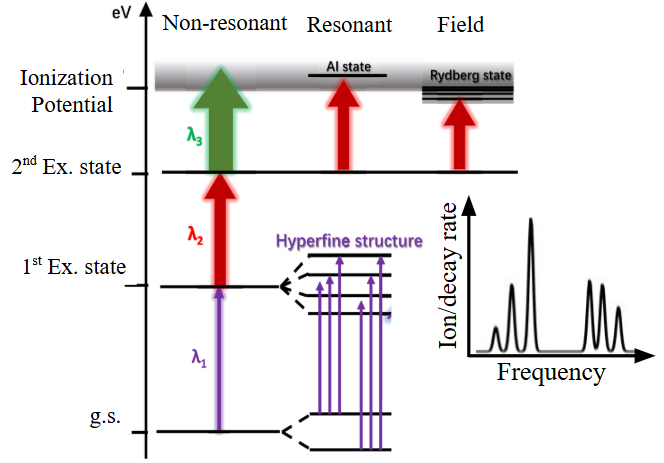 eV
Non-resonant
Resonant
Field
AI state
Rydberg state
Ionization
Potential
λ3
2nd Ex. state
λ2
Hyperfine structure
1st Ex. state
λ1
g.s.
Ion/decay rate
Frequency